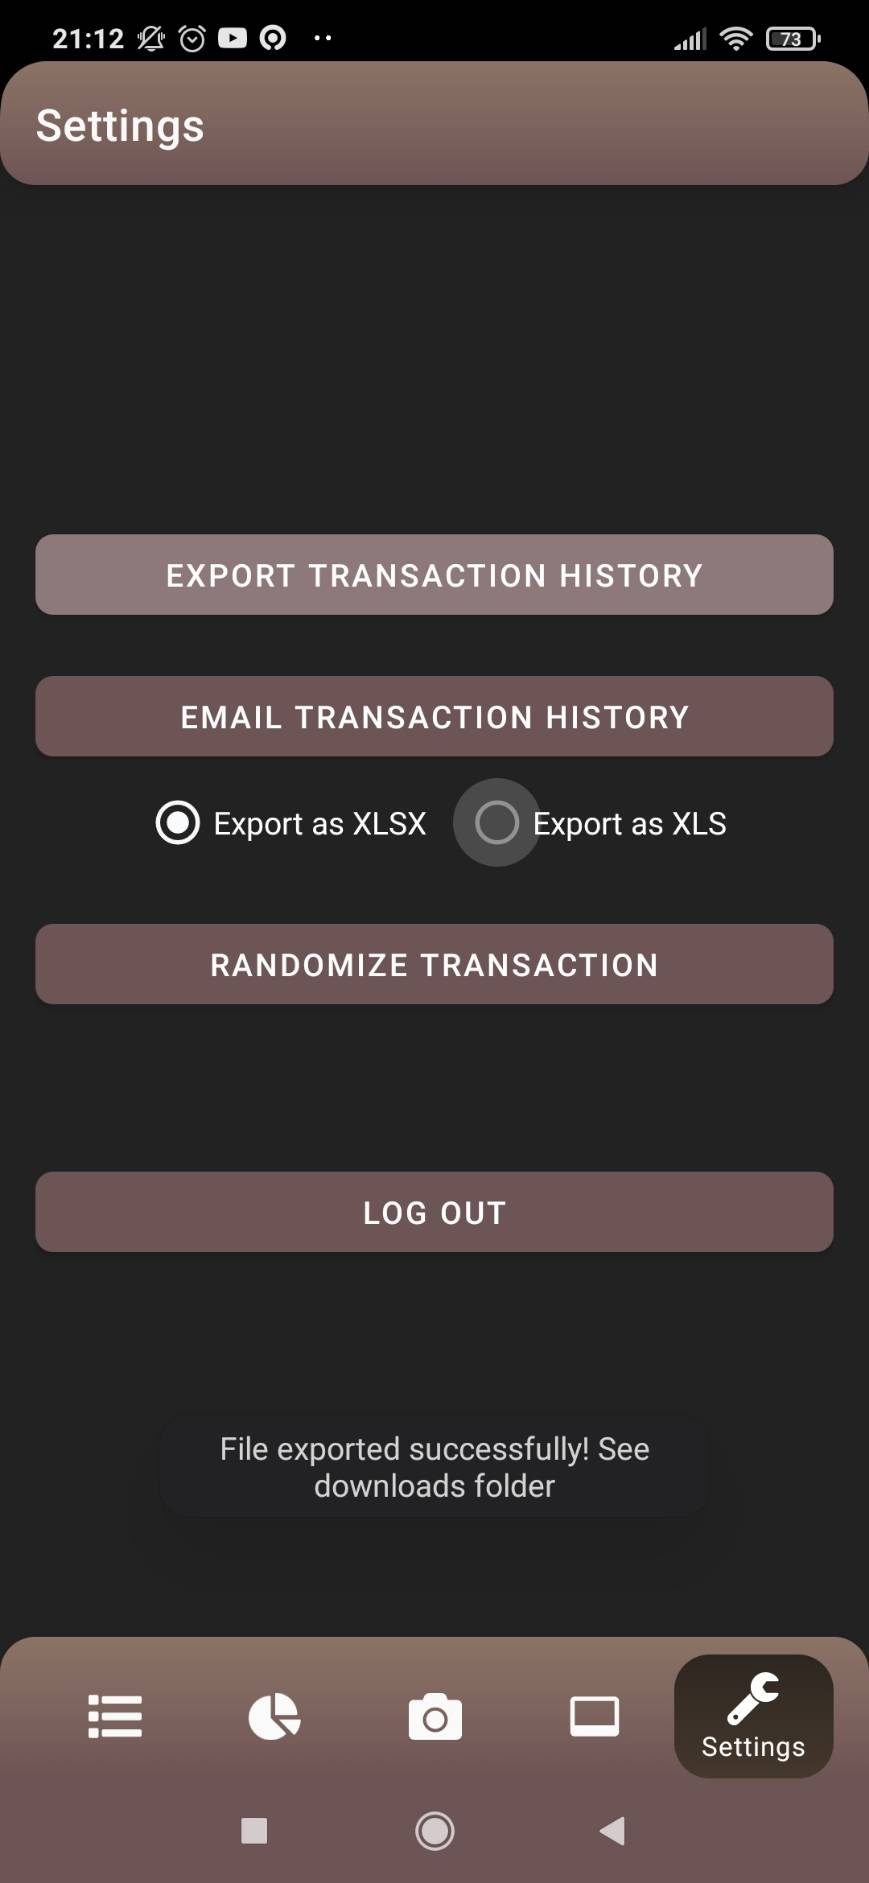 21:12
73
Settings
EXPORT TRANSACTION HISTORY
EMAIL TRANSACTION HISTORY
Export as XLSX
Export as XLS
RANDOMIZE TRANSACTION
LOG OUT
File exported successfully! See
downloads folder
Settings